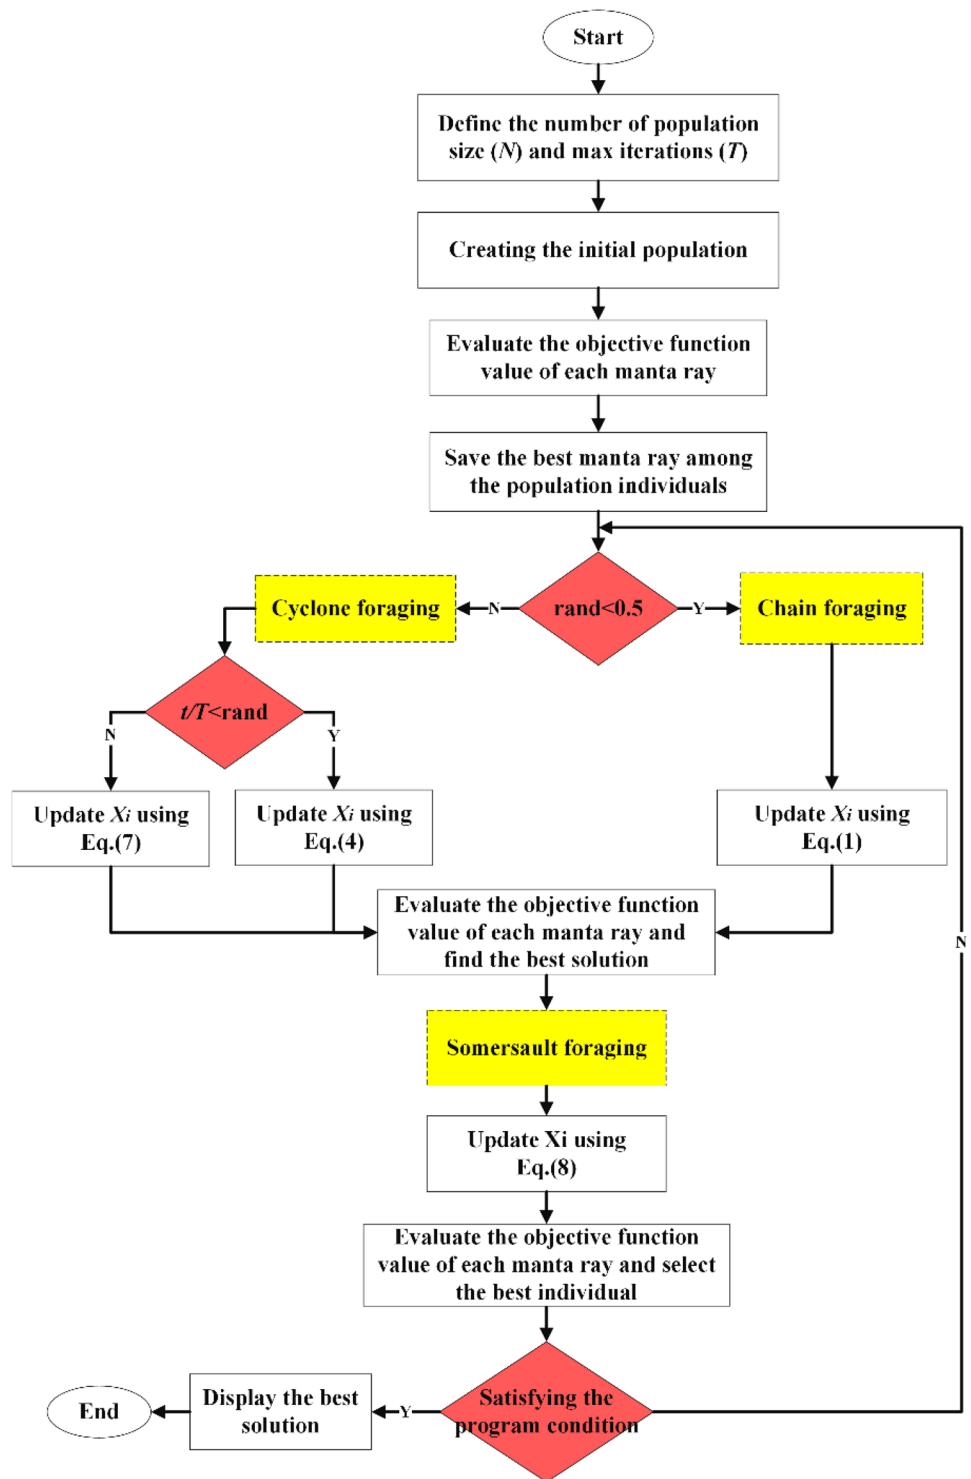 Start
Define the number of population
size (N) and max iterations (T)
Creating the initial population
Evaluate the objective function
value of each manta ray
Save the best manta ray among
the population individuals
Cyclone foraging
N
rand<0.5
Y
Chain foraging
t/T<rand
N
Y
Update Xi using
Eq.(7)
Update Xi using
Eq.(4)
Update Xi using
Eq.(1)
Evaluate the objective function
value of each manta ray and
find the best solution
N
Somersault foraging
Update Xi using
Eq.(8)
Evaluate the objective function
value of each manta ray and select
the best individual
End
Display the best
solution
Y
Satisfying the
program condition